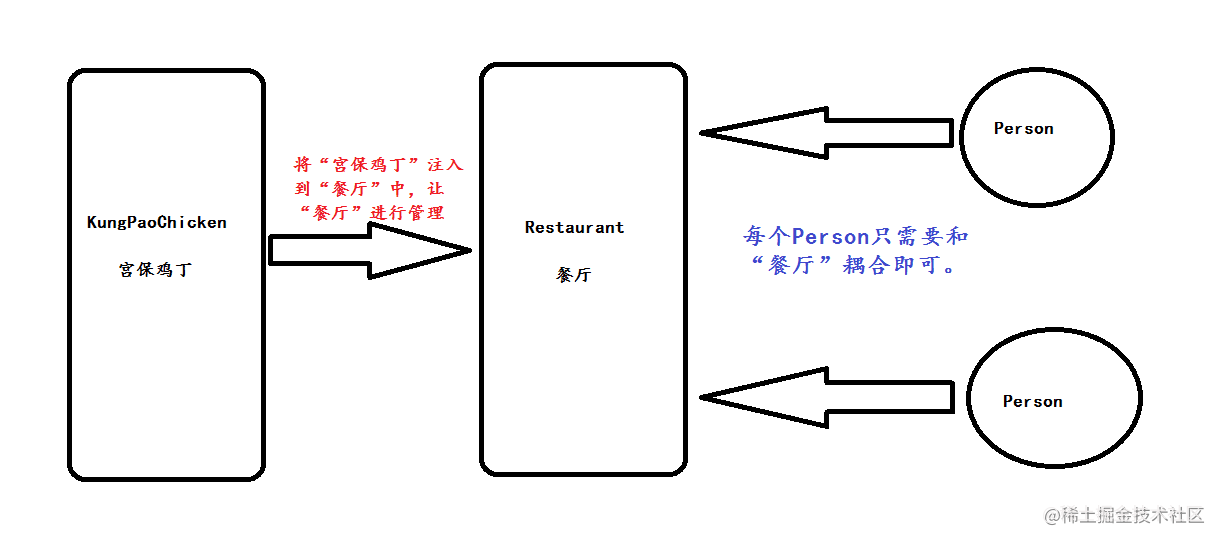 KungPaoChicken
宫保鸡丁
将“宫保鸡丁”注入
到“餐厅”中，让
“餐厅”进行管理
Restaurant
餐厅
Person
每个Person只需要和
“餐厅”耦合即可。
Person
@稀土掘金技术社区